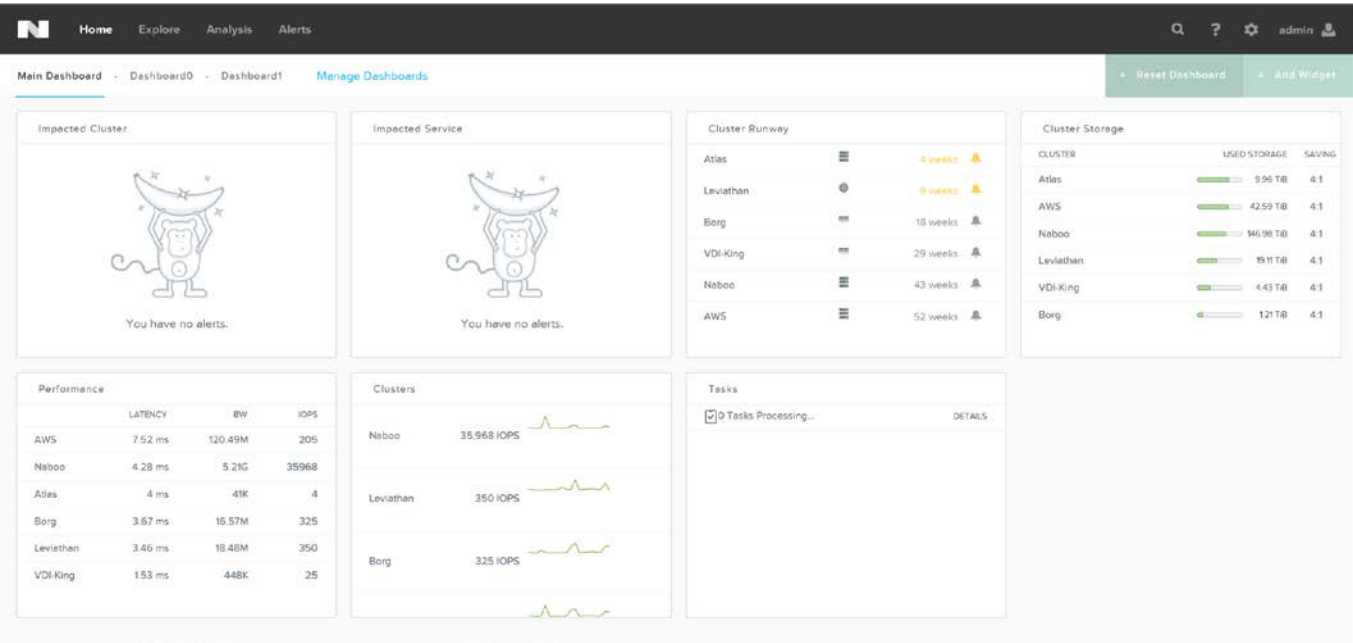 Home Explore Analysis Alerts admin
Main Dashboard - Dashboard0 - Dashboard1 Manage Dashboards + Reset Dashboard + Add Widget
Impacted Cluster
You have no alerts.
Impacted Service
You have no alerts.
Cluster Runway
Atlas 4 weeks
Leviathan 9 weeks
Borg 18 weeks
VDI-King 29 weeks
Naboo 43 weeks
AWS 52 weeks
Cluster Storage
CLUSTER USED STORAGE SAVING
Atlas 9.96 TiB 4:1
AWS 42.59 TiB 4:1
Naboo 146.98 TiB 4:1
Leviathan 19.11 TiB 4:1
VDI-King 4.43 TiB 4:1
Borg 1.21 TiB 4:1
Performance
LATENCY BW IOPS
AWS 7.52 ms 120.49M 205
Naboo 4.28 ms 5.21G 35968
Atlas 4 ms 41K 4
Borg 3.67 ms 16.57M 325
Leviathan 3.46 ms 18.48M 350
VDI-King 1.53 ms 448K 25
Clusters
Naboo 35,968 IOPS
Leviathan 350 IOPS
Borg 325 IOPS
Tasks
0 Tasks Processing... DETAILS